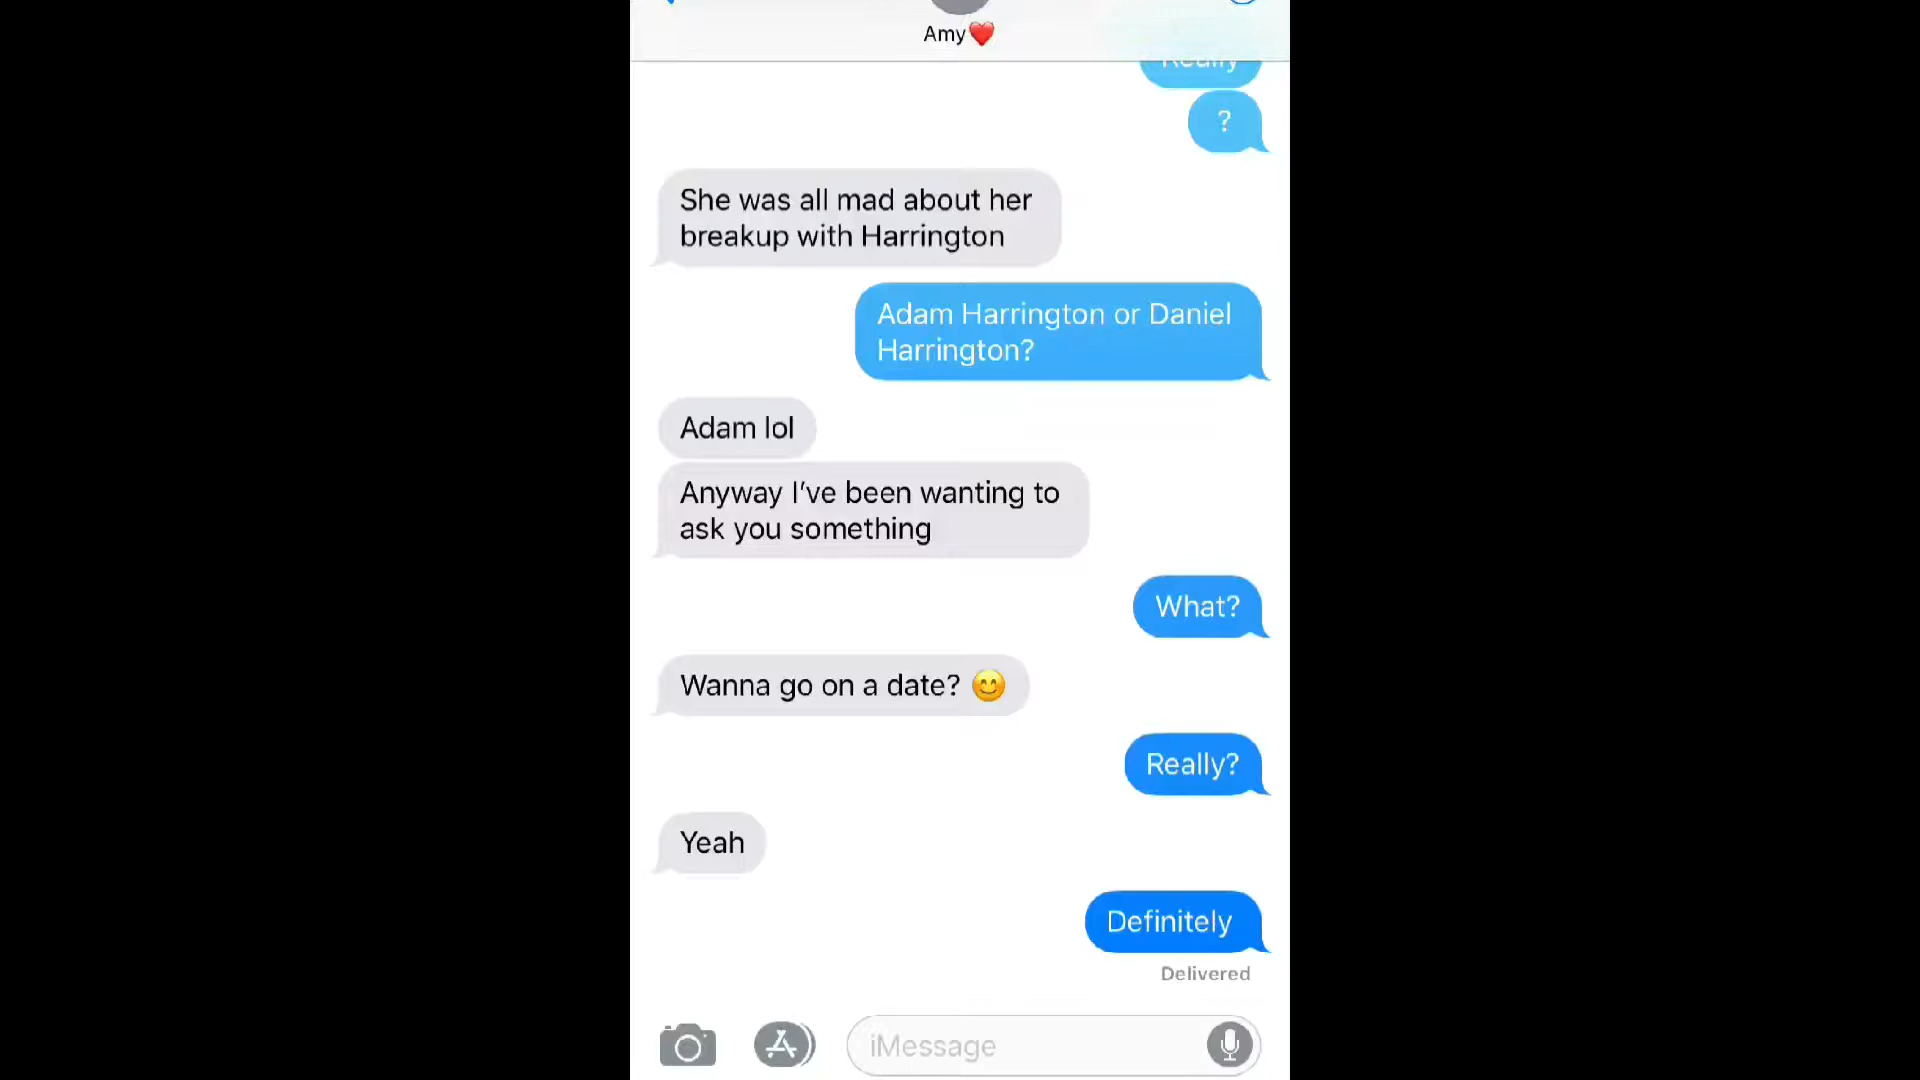 Amy❤️
Really
?
She was all mad about her
breakup with Harrington
Adam Harrington or Daniel
Harrington?
Adam lol
Anyway I’ve been wanting to
ask you something
What?
Wanna go on a date? 😊
Really?
Yeah
Definitely
Delivered
iMessage